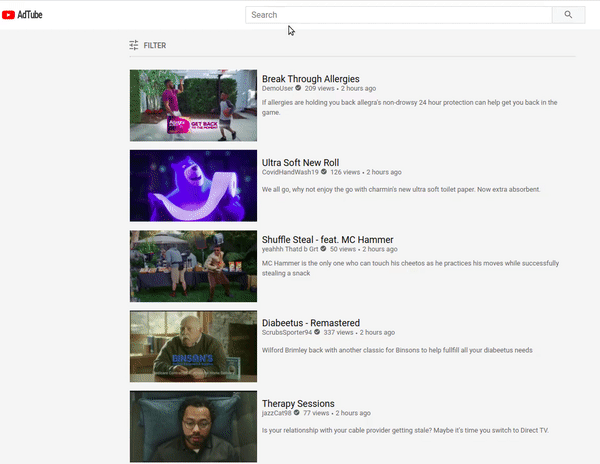 AdTube
Search
FILTER
Break Through Allergies
DemoUser 209 views • 2 hours ago
If allergies are holding you back allegra's non-drowsy 24 hour protection can help get you back in the
game.
GET BACK
TO THE MOMENT
Ultra Soft New Roll
CovidHandWash19 126 views • 2 hours ago
We all go, why not enjoy the go with charmin's new ultra soft toilet paper. Now extra absorbent.
Shuffle Steal - feat. MC Hammer
yeahhh Thatd b Grt 50 views • 2 hours ago
MC Hammer is the only one who can touch his cheetos as he practices his moves while successfully
stealing a snack
Diabeetus - Remastered
ScrubsSporter94 337 views • 2 hours ago
Wilford Brimley back with another classic for Binsons to help fullfill all your diabeetus needs
BINSON'S
Therapy Sessions
jazzCat98 77 views • 2 hours ago
Is your relationship with your cable provider getting stale? Maybe it's time you switch to Direct TV.